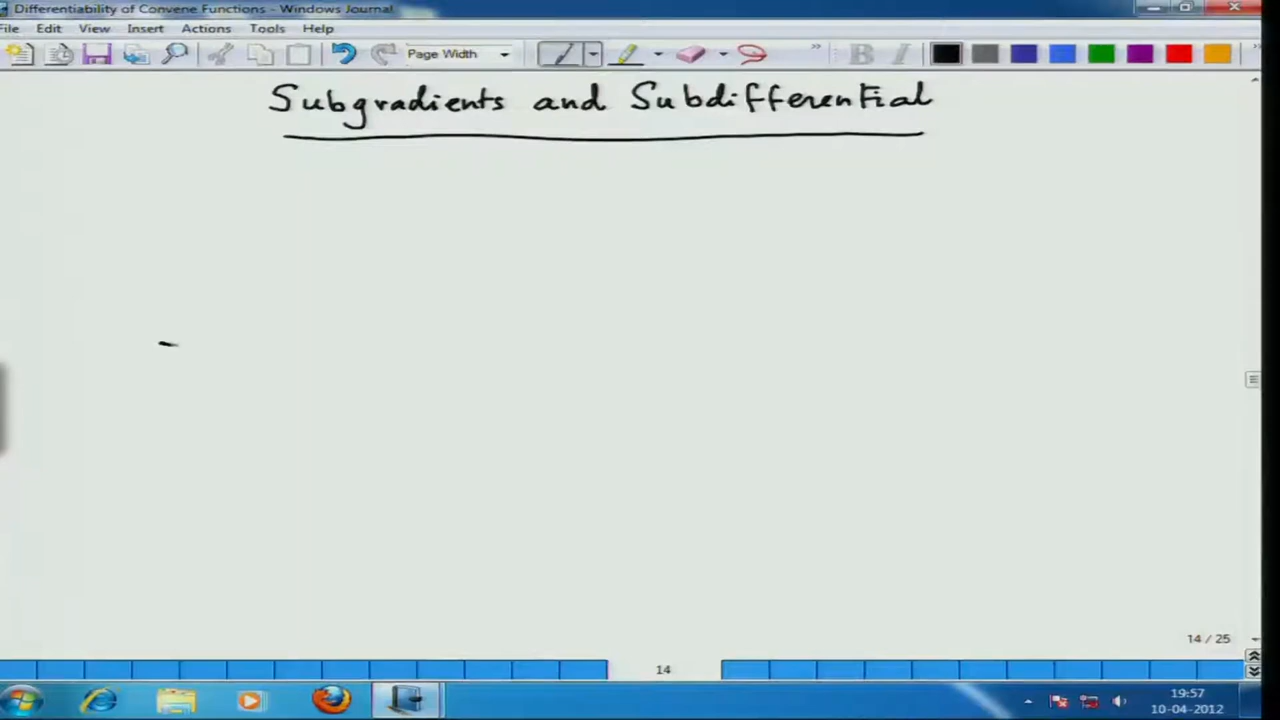 Differentiability of Convene Functions - Windows Journal
File Edit View Insert Actions Tools Help
Page Width
B I
Subgradients and Subdifferential
14 / 25
14
19:57
10-04-2012